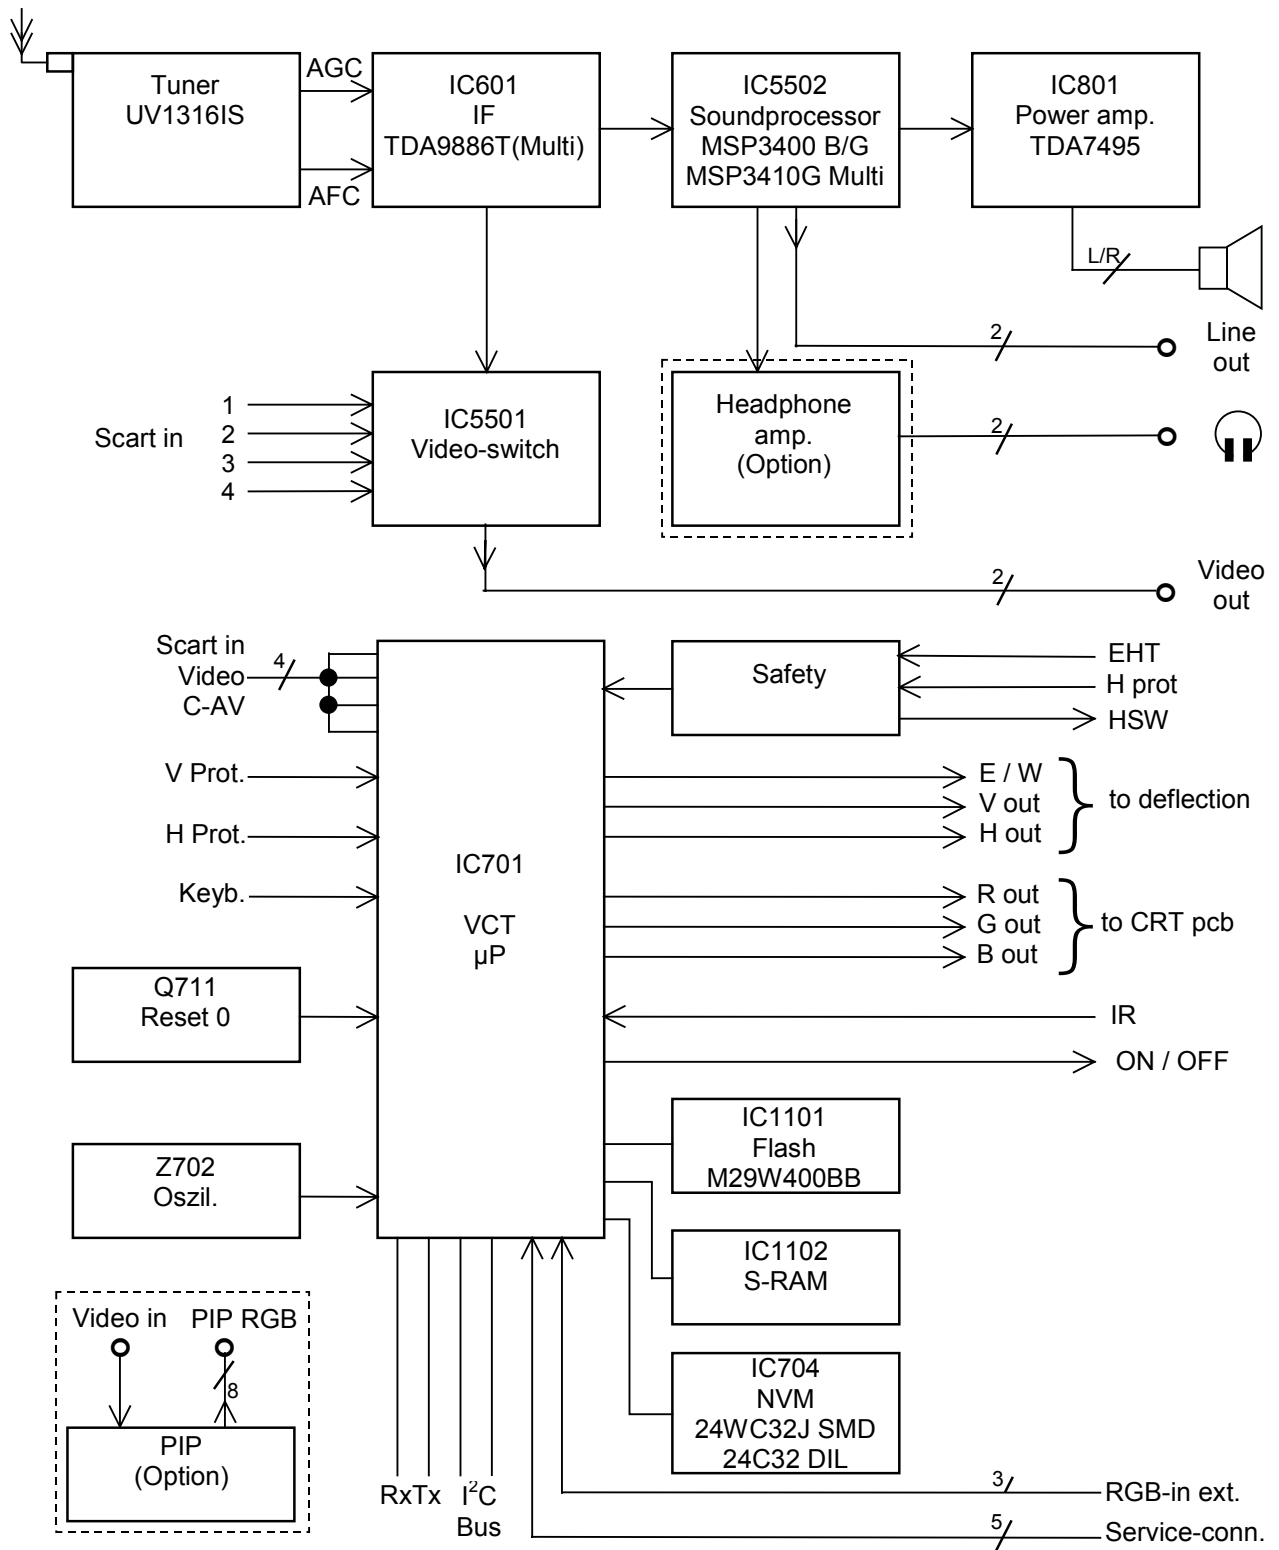 Tuner
UV1316IS
AGC
AFC
IC601
IF
TDA9886T(Multi)
IC5502
Soundprocessor
MSP3400 B/G
MSP3410G Multi
IC801
Power amp.
TDA7495
L/R
2
Line
out
Scart in
1
2
3
4
IC5501
Video-switch
Headphone
amp.
(Option)
2
2
Video
out
Scart in
Video
C-AV
4
V Prot.
H Prot.
Keyb.
IC701
VCT
µP
Safety
EHT
H prot
HSW
E / W
V out
H out
to deflection
R out
G out
B out
to CRT pcb
Q711
Reset 0
IR
ON / OFF
Z702
Oszil.
IC1101
Flash
M29W400BB
IC1102
S-RAM
IC704
NVM
24WC32J SMD
24C32 DIL
Video in
PIP RGB
8
PIP
(Option)
RxTx
I²C
Bus
3
RGB-in ext.
5
Service-conn.